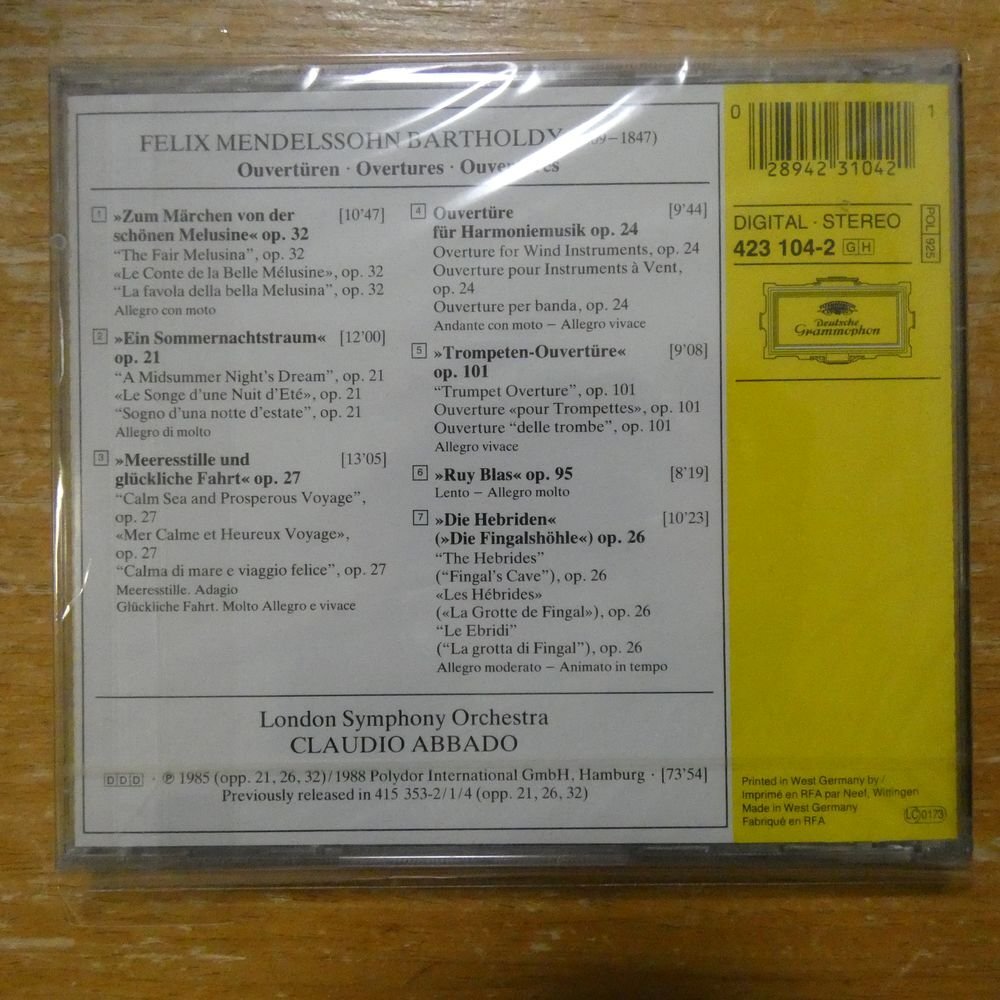 FELIX MENDELSSOHN BARTHOLDY 9–1847)
Ouvertüren · Overtures · Ouvertures
1 »Zum Märchen von der [10'47]
schönen Melusine« op. 32
“The Fair Melusina”, op. 32
«Le Conte de la Belle Mélusine», op. 32
“La favola della bella Melusina”, op. 32
Allegro con moto
2 »Ein Sommernachtstraum« [12'00]
op. 21
“A Midsummer Night's Dream”, op. 21
«Le Songe d'une Nuit d'Eté», op. 21
“Sogno d'una notte d'estate”, op. 21
Allegro di molto
3 »Meeresstille und [13'05]
glückliche Fahrt« op. 27
“Calm Sea and Prosperous Voyage”,
op. 27
«Mer Calme et Heureux Voyage»,
op. 27
“Calma di mare e viaggio felice”, op. 27
Meeresstille. Adagio
Glückliche Fahrt. Molto Allegro e vivace
4 Ouvertüre [9'44]
für Harmoniemusik op. 24
Overture for Wind Instruments, op. 24
Ouverture pour Instruments à Vent,
op. 24
Ouverture per banda, op. 24
Andante con moto – Allegro vivace
5 »Trompeten-Ouvertüre« [9'08]
op. 101
“Trumpet Overture”, op. 101
Ouverture «pour Trompettes», op. 101
Ouverture “delle trombe”, op. 101
Allegro vivace
6 »Ruy Blas« op. 95 [8'19]
Lento – Allegro molto
7 »Die Hebriden« [10'23]
(»Die Fingalshöhle«) op. 26
“The Hebrides”
(“Fingal's Cave”), op. 26
«Les Hébrides»
(«La Grotte de Fingal»), op. 26
“Le Ebridi”
(“La grotta di Fingal”), op. 26
Allegro moderato – Animato in tempo
London Symphony Orchestra
CLAUDIO ABBADO
DDD · ℗ 1985 (opp. 21, 26, 32)/1988 Polydor International GmbH, Hamburg · [73'54]
Previously released in 415 353-2/1/4 (opp. 21, 26, 32)
0 1
28942 31042
DIGITAL · STEREO
423 104-2 GH
POL 925
Deutsche
Grammophon
Printed in West Germany by/
Imprimé en RFA par Neef, Wittingen
Made in West Germany
Fabriqué en RFA
LC 0173